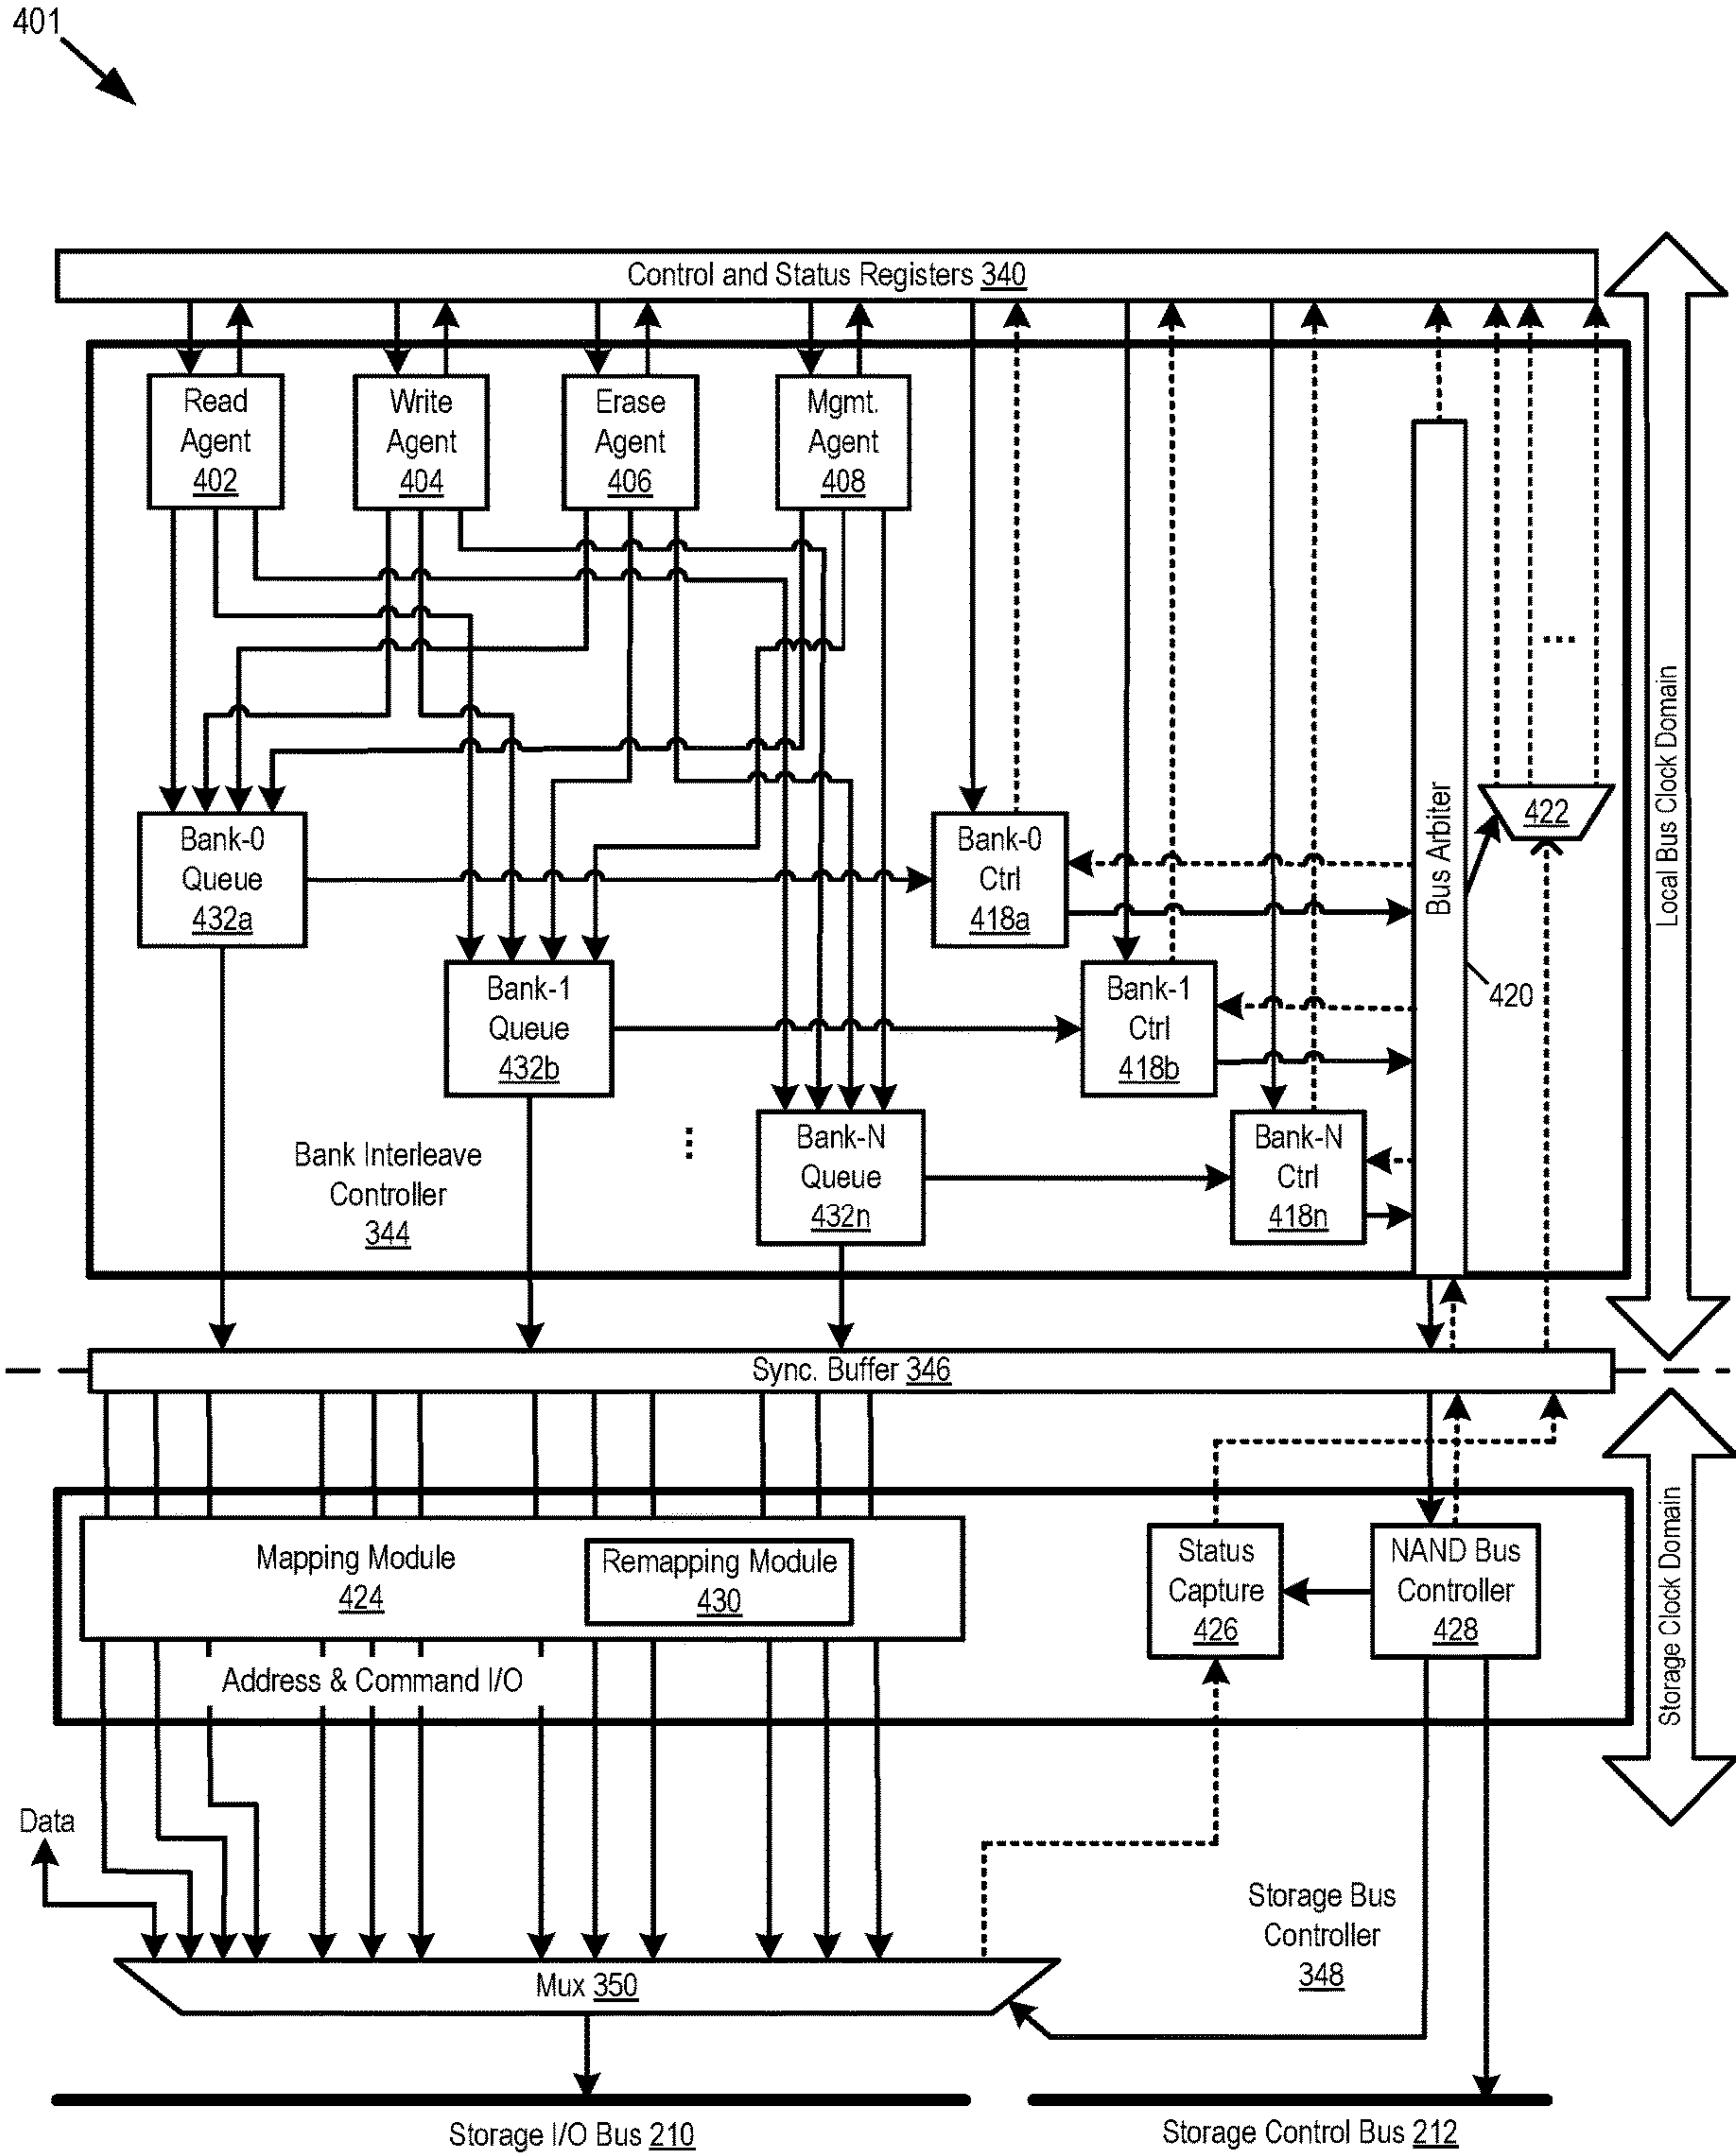 401
Control and Status Registers 340
Read
Agent
402
Write
Agent
404
Erase
Agent
406
Mgmt.
Agent
408
Local Bus Clock Domain
Bus Arbiter
422
Bank-0
Queue
432a
Bank-0
Ctrl
418a
420
Bank-1
Queue
432b
Bank-1
Ctrl
418b
Bank Interleave
Controller
344
Bank-N
Queue
432n
Bank-N
Ctrl
418n
Sync. Buffer 346
Storage Clock Domain
Mapping Module
424
Remapping Module
430
Status
Capture
426
NAND Bus
Controller
428
Address & Command I/O
Data
Storage Bus
Controller
348
Mux 350
Storage I/O Bus 210
Storage Control Bus 212